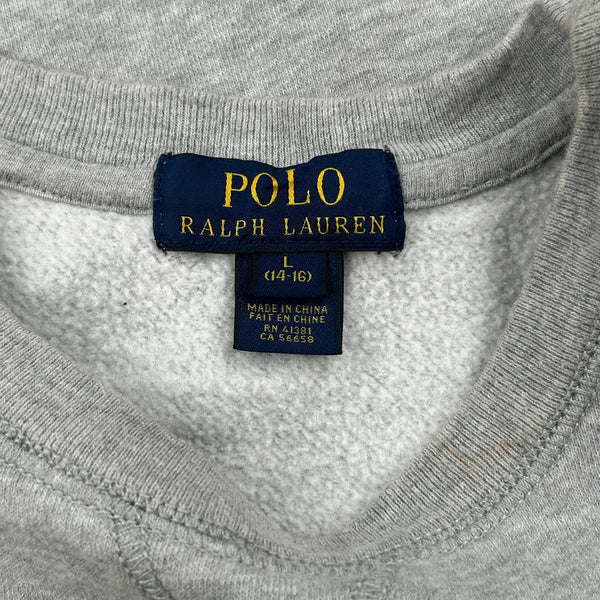 POLO
RALPH LAUREN
L
(14-16)
MADE IN CHINA
FAIT EN CHINE
RN 41381
CA 56658